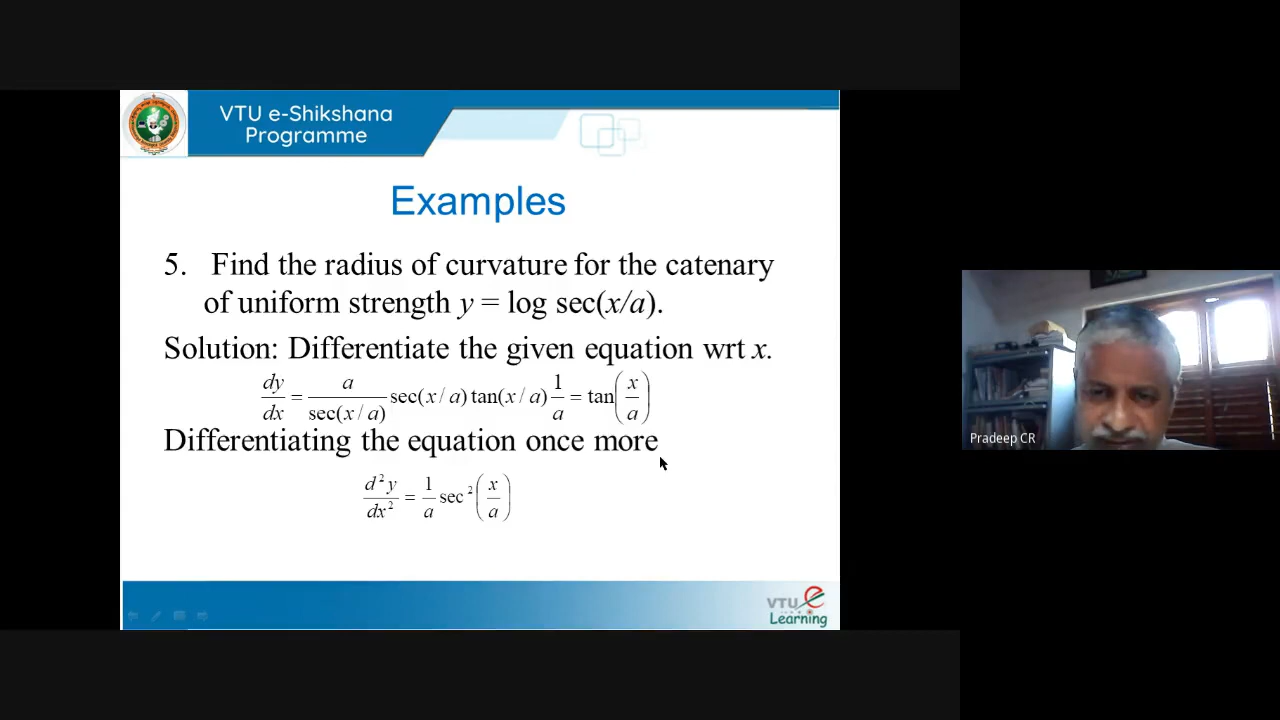 VTU e-Shikshana
Programme
Examples
5. Find the radius of curvature for the catenary
of uniform strength y = log sec(x/a).
Solution: Differentiate the given equation wrt x.
dy/dx = a/sec(x/a) sec(x/a) tan(x/a) 1/a = tan(x/a)
Differentiating the equation once more
d²y/dx² = 1/a sec²(x/a)
Pradeep CR
VTU e
Learning